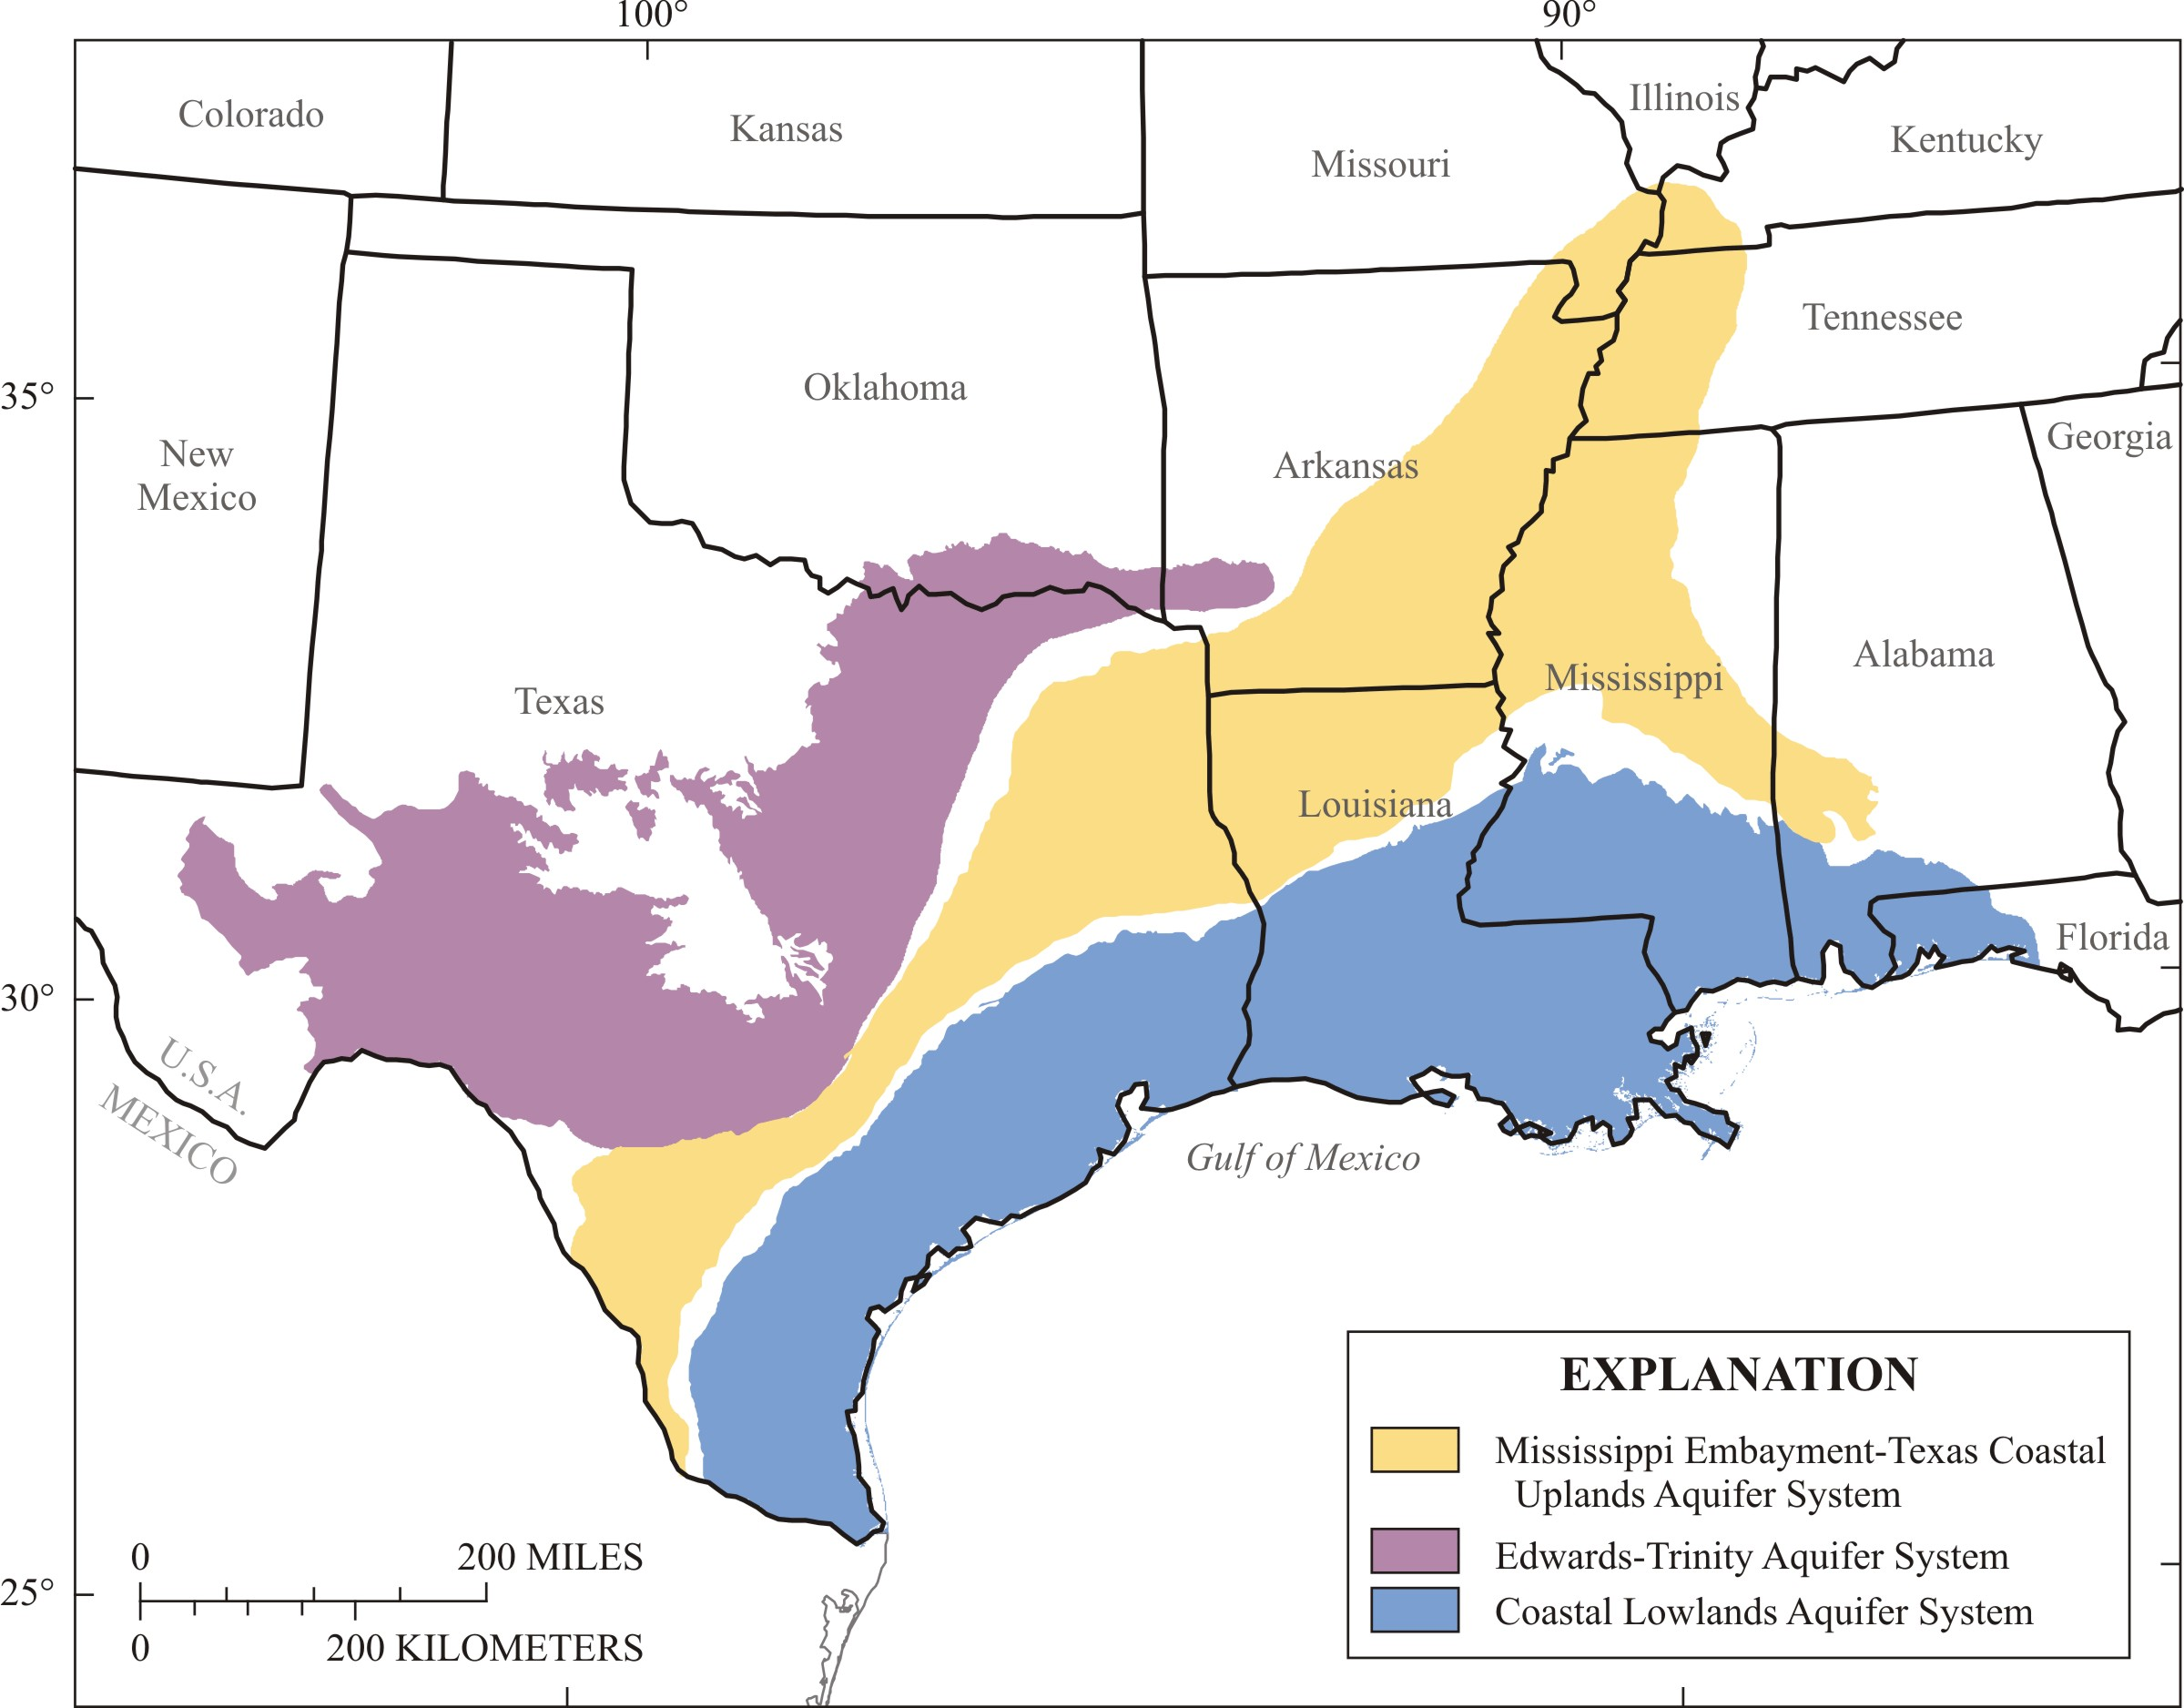 100°
90°
Colorado
Kansas
Missouri
Illinois
Kentucky
Tennessee
35°
Oklahoma
New
Mexico
Arkansas
Georgia
Texas
Mississippi
Alabama
Louisiana
Florida
30°
U.S.A.
MEXICO
Gulf of Mexico
EXPLANATION
Mississippi Embayment-Texas Coastal
Uplands Aquifer System
Edwards-Trinity Aquifer System
Coastal Lowlands Aquifer System
0 200 MILES
25°
0 200 KILOMETERS